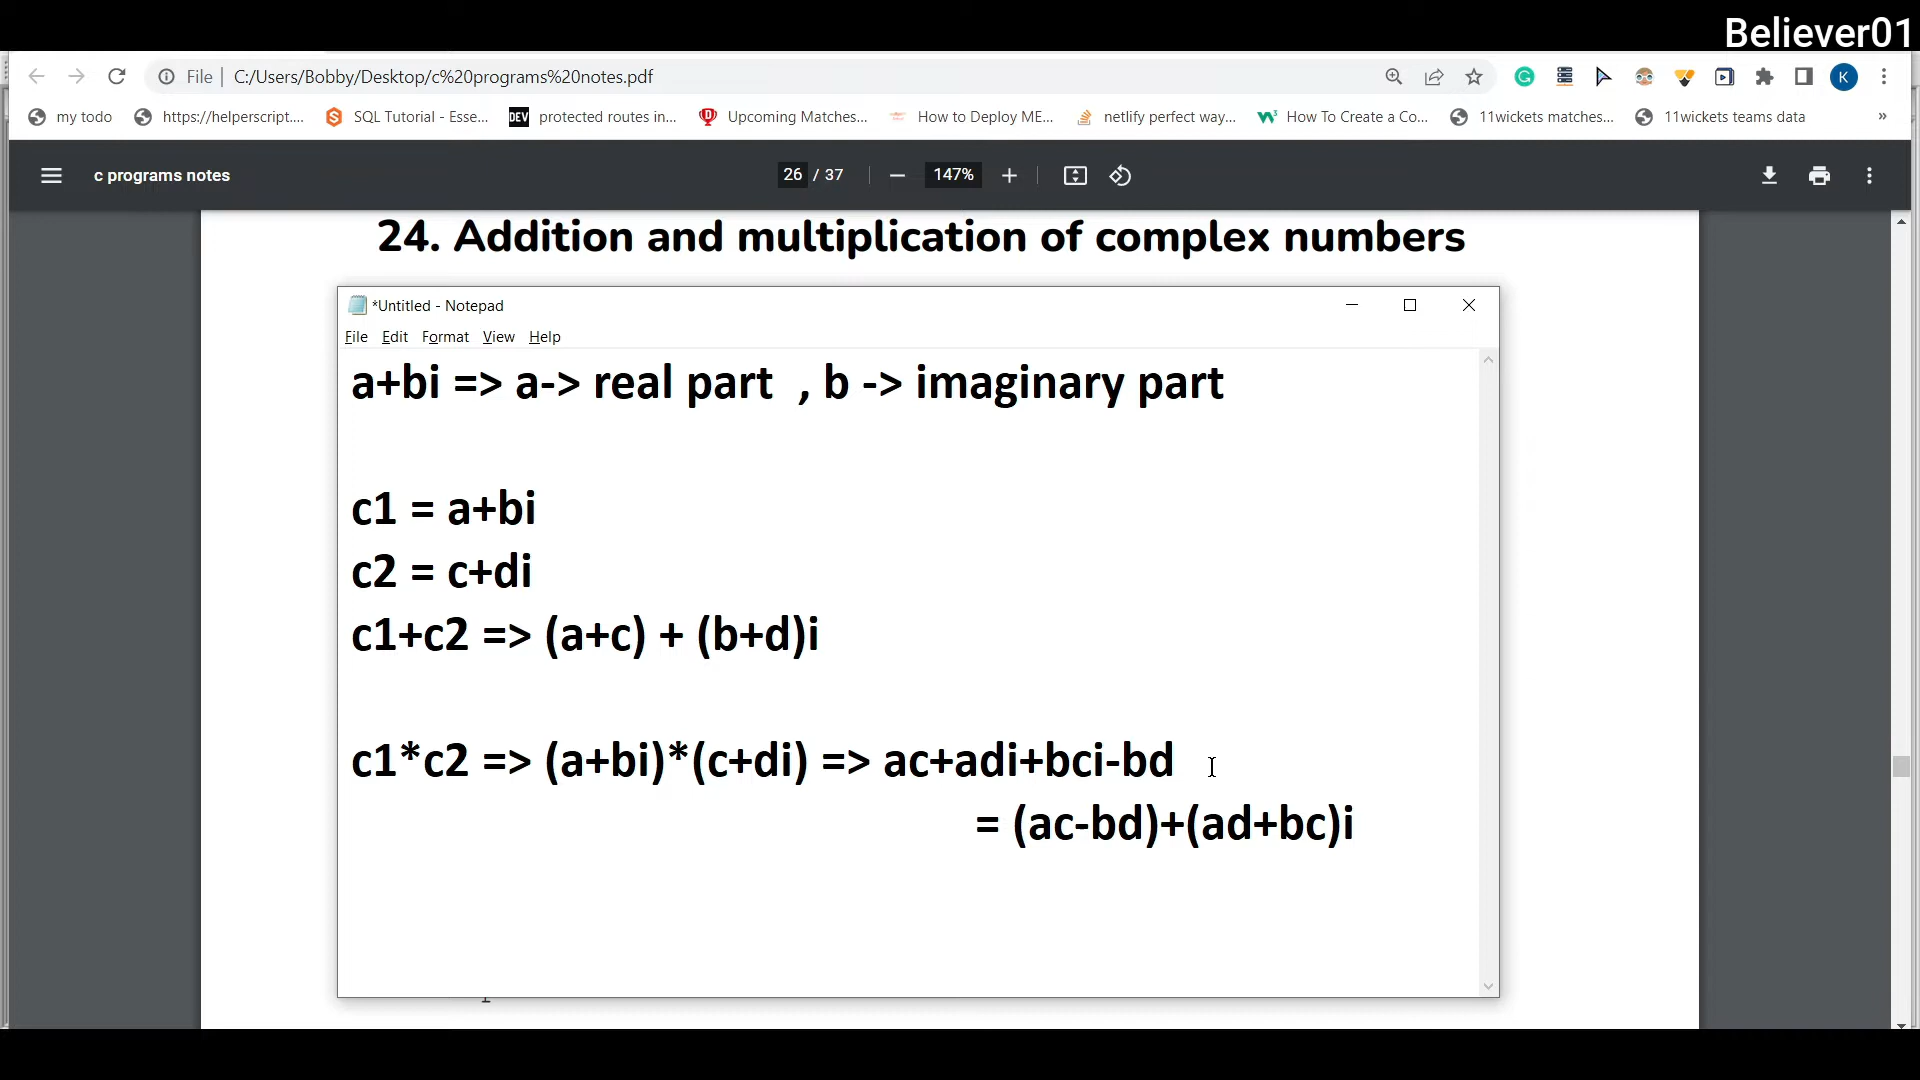 Believer01
File | C:/Users/Bobby/Desktop/c%20programs%20notes.pdf
K
my todo
https://helperscript....
SQL Tutorial - Esse...
DEV protected routes in...
Upcoming Matches...
How to Deploy ME...
netlify perfect way...
How To Create a Co...
11wickets matches...
11wickets teams data
»
c programs notes
26 / 37
147%
24. Addition and multiplication of complex numbers
*Untitled - Notepad
File Edit Format View Help
a+bi => a-> real part , b -> imaginary part
c1 = a+bi
c2 = c+di
c1+c2 => (a+c) + (b+d)i
c1*c2 => (a+bi)*(c+di) => ac+adi+bci-bd
= (ac-bd)+(ad+bc)i